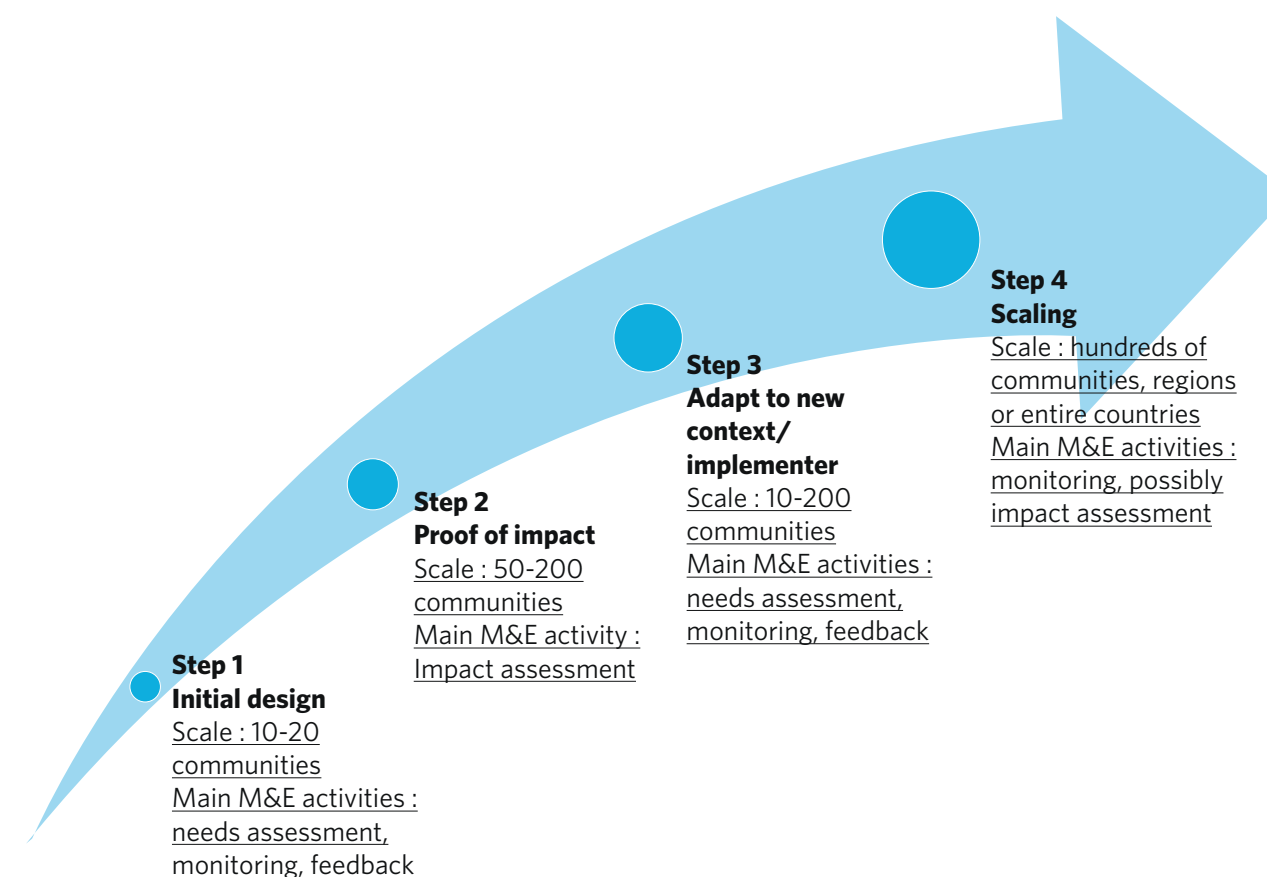 Step 1
Initial design
Scale : 10-20
communities
Main M&E activities :
needs assessment,
monitoring, feedback
Step 2
Proof of impact
Scale : 50-200
communities
Main M&E activity :
Impact assessment
Step 3
Adapt to new
context/
implementer
Scale : 10-200
communities
Main M&E activities :
needs assessment,
monitoring, feedback
Step 4
Scaling
Scale : hundreds of
communities, regions
or entire countries
Main M&E activities :
monitoring, possibly
impact assessment